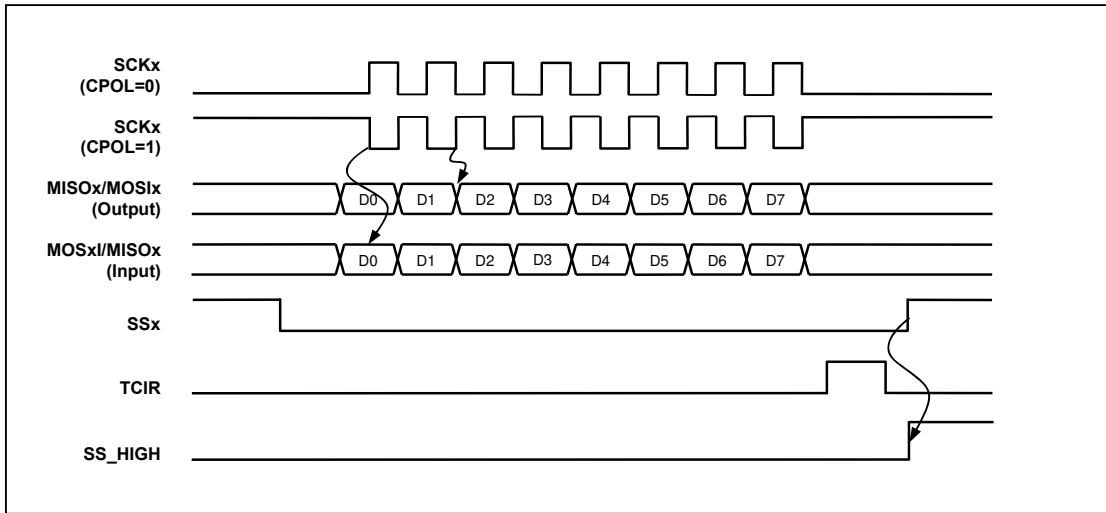 SCKx
(CPOL=0)
SCKx
(CPOL=1)
MISOx/MOSIx
(Output)
D0 D1 D2 D3 D4 D5 D6 D7
MOSxI/MISOx
(Input)
D0 D1 D2 D3 D4 D5 D6 D7
SSx
TCIR
SS_HIGH